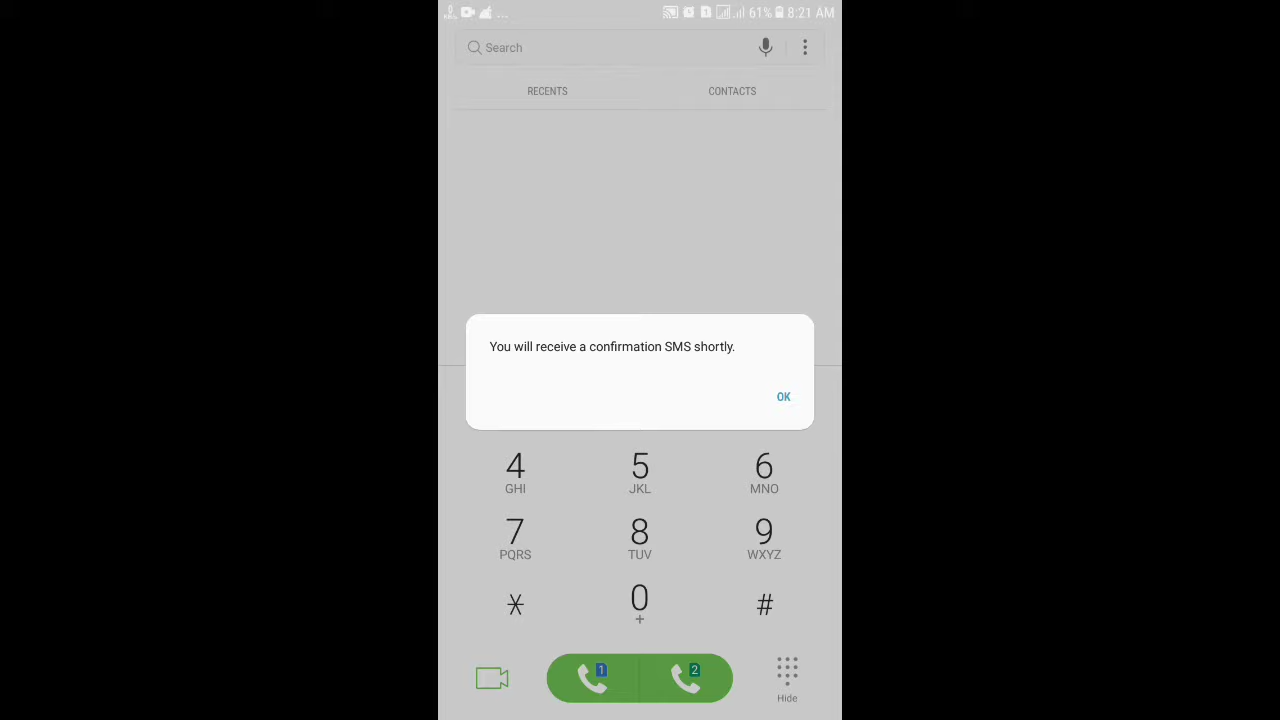 ... 61% 8:21 AM
Search
RECENTS CONTACTS
You will receive a confirmation SMS shortly.
OK
4 5 6
GHI JKL MNO
7 8 9
PQRS TUV WXYZ
* 0 #
+
1 2
Hide